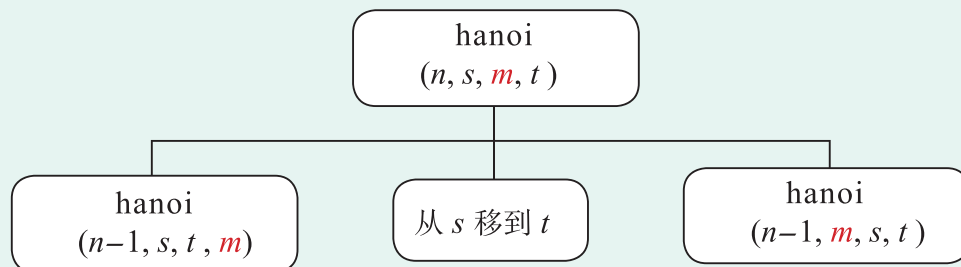 hanoi
(n, s, m, t )
hanoi
(n−1, s, t , m)
从 s 移到 t
hanoi
(n−1, m, s, t )